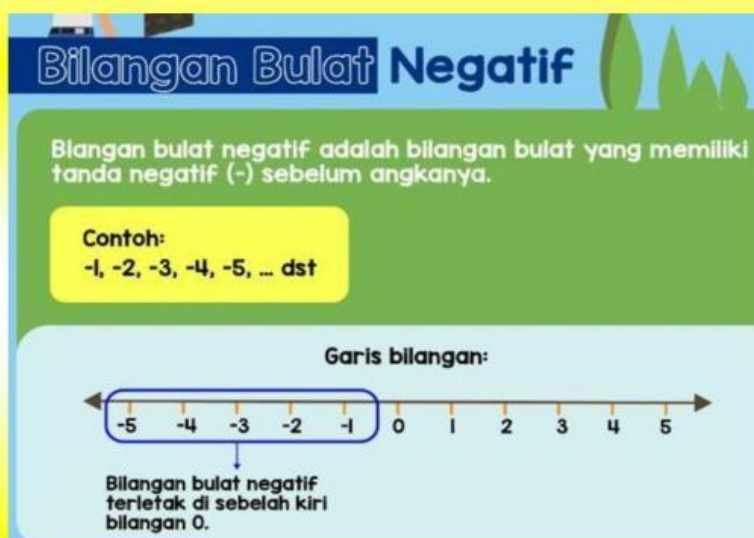 Bilangan Bulat Negatif
Blangan bulat negatif adalah bilangan bulat yang memiliki
tanda negatif (-) sebelum angkanya.
Contoh:
-1, -2, -3, -4, -5, ... dst
Garis bilangan:
-5 -4 -3 -2 -1 0 1 2 3 4 5
Bilangan bulat negatif
terletak di sebelah kiri
bilangan 0.